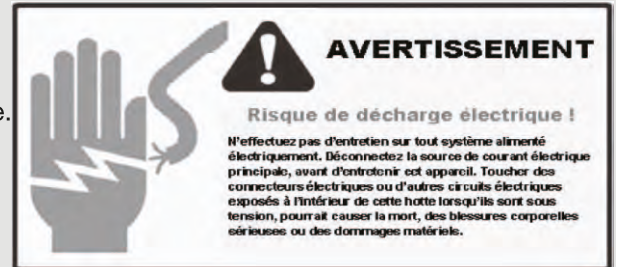 e.
AVERTISSEMENT
Risque de décharge électrique !
N'effectuez pas d'entretien sur tout système alimenté
électriquement. Déconnectez la source de courant électrique
principale, avant d'entretenir cet appareil. Toucher des
connecteurs électriques ou d'autres circuits électriques
exposés à l'intérieur de cette hotte lorsqu'ils sont sous
tension, pourrait causer la mort, des blessures corporelles
sérieuses ou des dommages matériels.